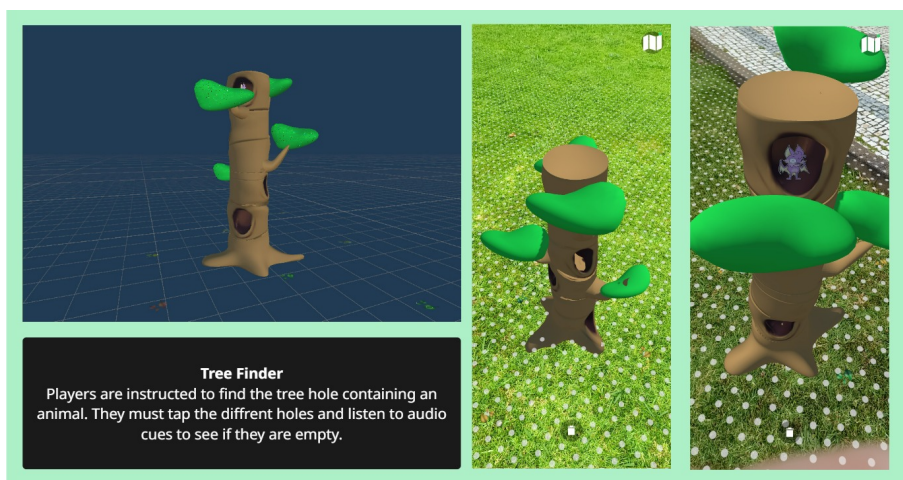 Tree Finder
Players are instructed to find the tree hole containing an
animal. They must tap the diffrent holes and listen to audio
cues to see if they are empty.